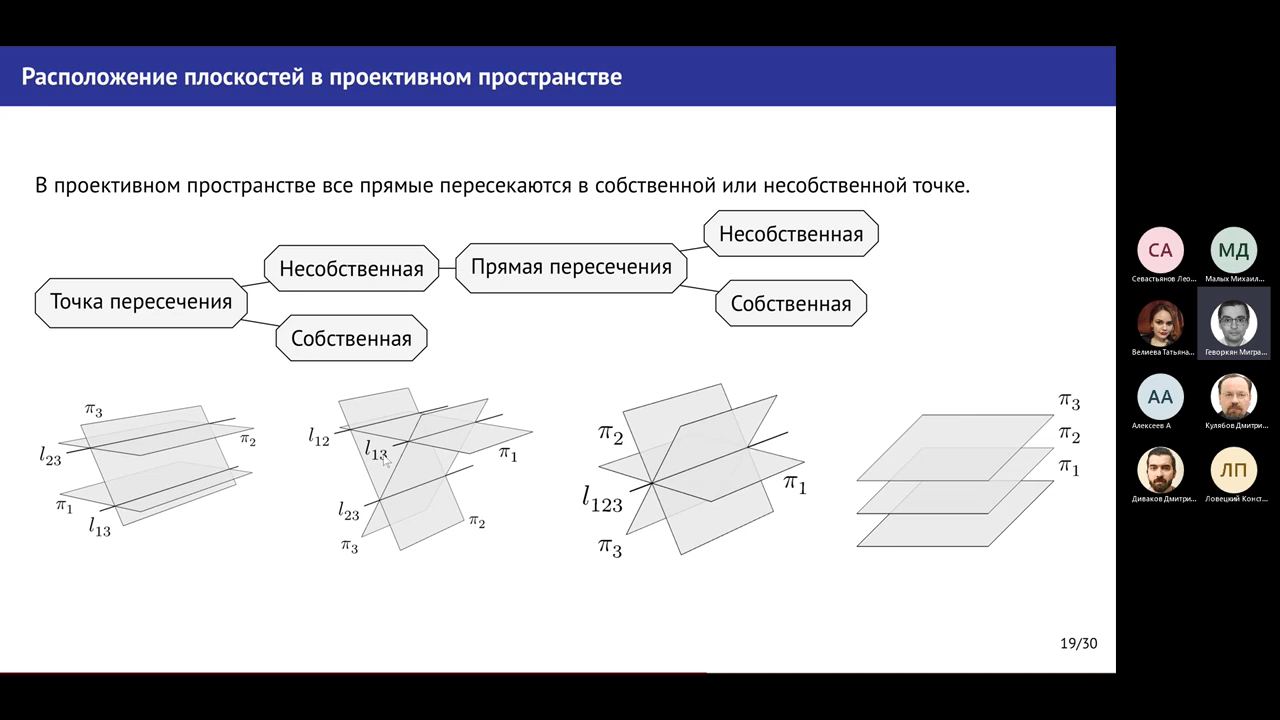 Расположение плоскостей в проективном пространстве
В проективном пространстве все прямые пересекаются в собственной или несобственной точке.
Несобственная
Несобственная
Прямая пересечения
Точка пересечения
Собственная
Собственная
π3
π2
l23
π1
l13
l12
l13
π1
l23
π2
π3
π2
π1
l123
π3
π3
π2
π1
19/30
СА
МД
Севастьянов Лео...
Малых Михаил...
Велиева Татьяна...
Геворкян Мигра...
АА
Алексеев А
Кулябов Дмитри...
ЛП
Диваков Дмитри...
Ловецкий Конст...